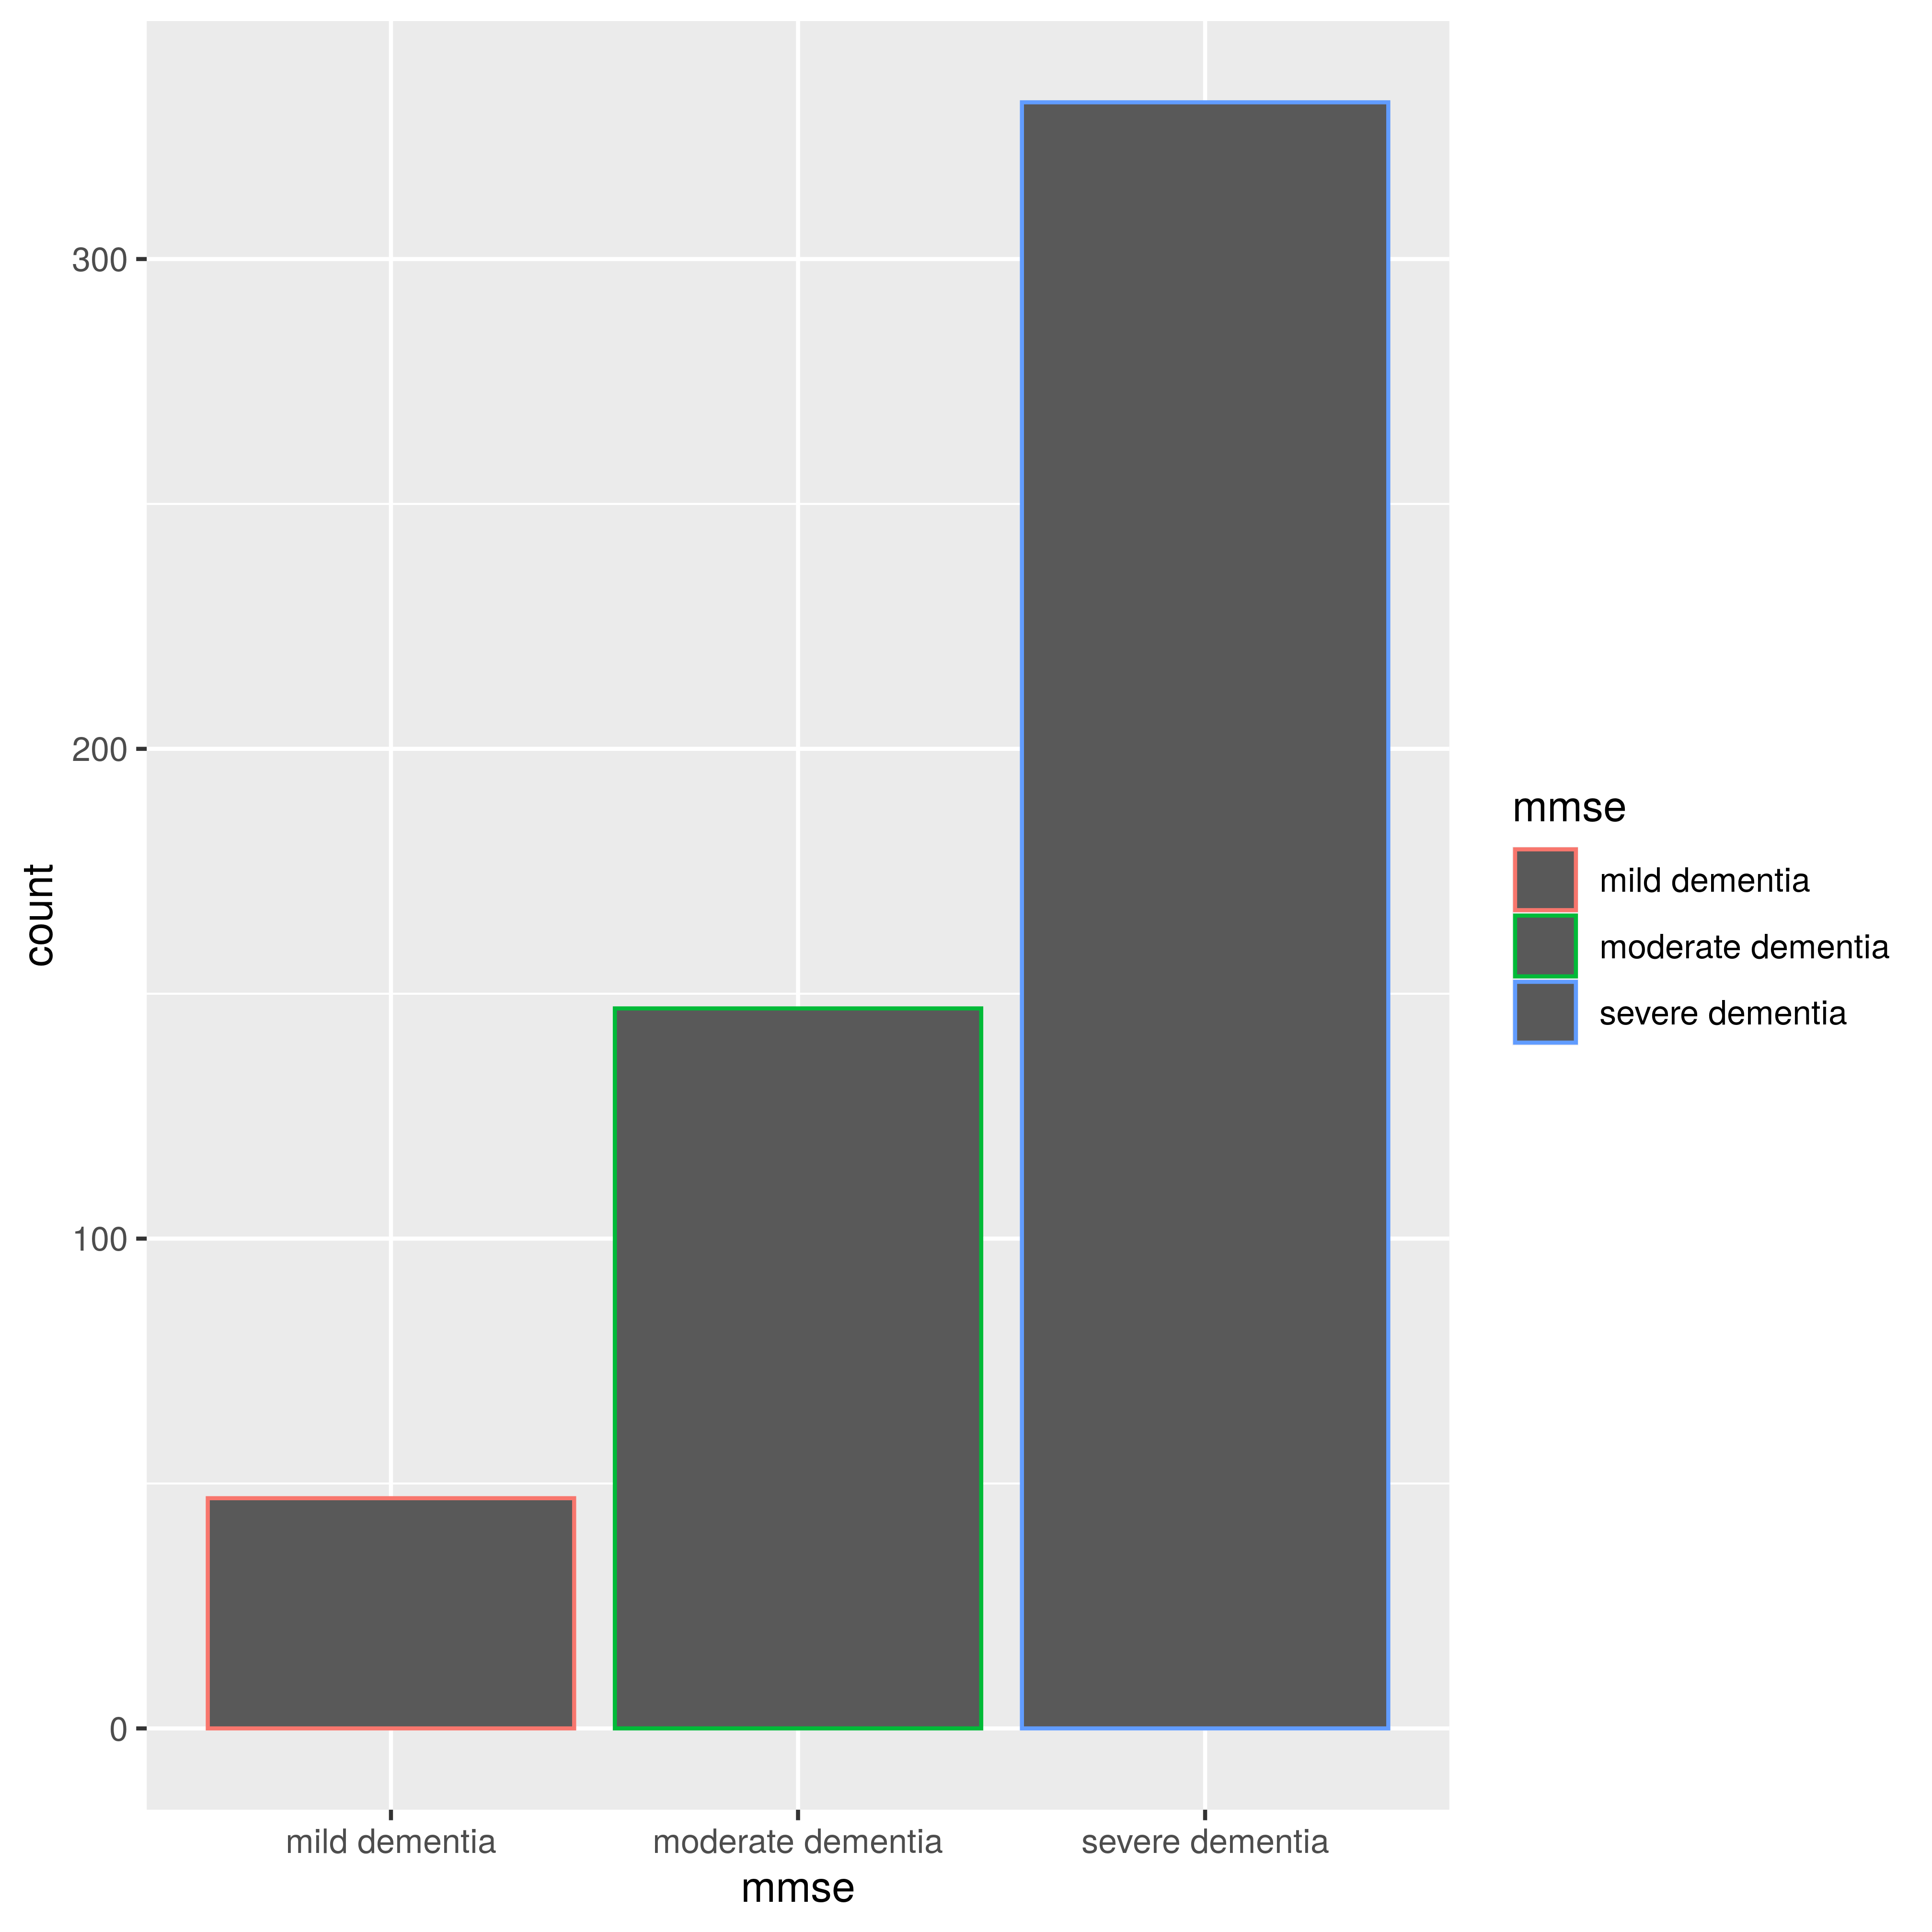 count
300
200
100
0
mild dementia
moderate dementia
severe dementia
mmse
mmse
mild dementia
moderate dementia
severe dementia